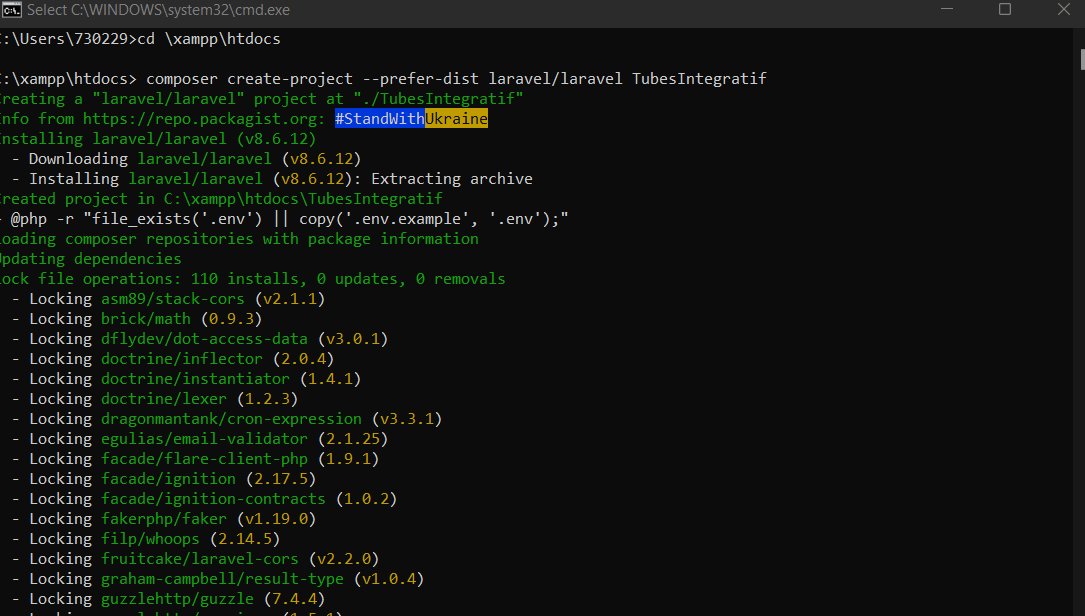 Select C:\WINDOWS\system32\cmd.exe
:\Users\730229>cd \xampp\htdocs
:\xampp\htdocs> composer create-project --prefer-dist laravel/laravel TubesIntegratif
reating a "laravel/laravel" project at "./TubesIntegratif"
nfo from https://repo.packagist.org: #StandWithUkraine
nstalling laravel/laravel (v8.6.12)
- Downloading laravel/laravel (v8.6.12)
- Installing laravel/laravel (v8.6.12): Extracting archive
reated project in C:\xampp\htdocs\TubesIntegratif
@php -r "file_exists('.env') || copy('.env.example', '.env');"
oading composer repositories with package information
pdating dependencies
ock file operations: 110 installs, 0 updates, 0 removals
- Locking asm89/stack-cors (v2.1.1)
- Locking brick/math (0.9.3)
- Locking dflydev/dot-access-data (v3.0.1)
- Locking doctrine/inflector (2.0.4)
- Locking doctrine/instantiator (1.4.1)
- Locking doctrine/lexer (1.2.3)
- Locking dragonmantank/cron-expression (v3.3.1)
- Locking egulias/email-validator (2.1.25)
- Locking facade/flare-client-php (1.9.1)
- Locking facade/ignition (2.17.5)
- Locking facade/ignition-contracts (1.0.2)
- Locking fakerphp/faker (v1.19.0)
- Locking filp/whoops (2.14.5)
- Locking fruitcake/laravel-cors (v2.2.0)
- Locking graham-campbell/result-type (v1.0.4)
- Locking guzzlehttp/guzzle (7.4.4)